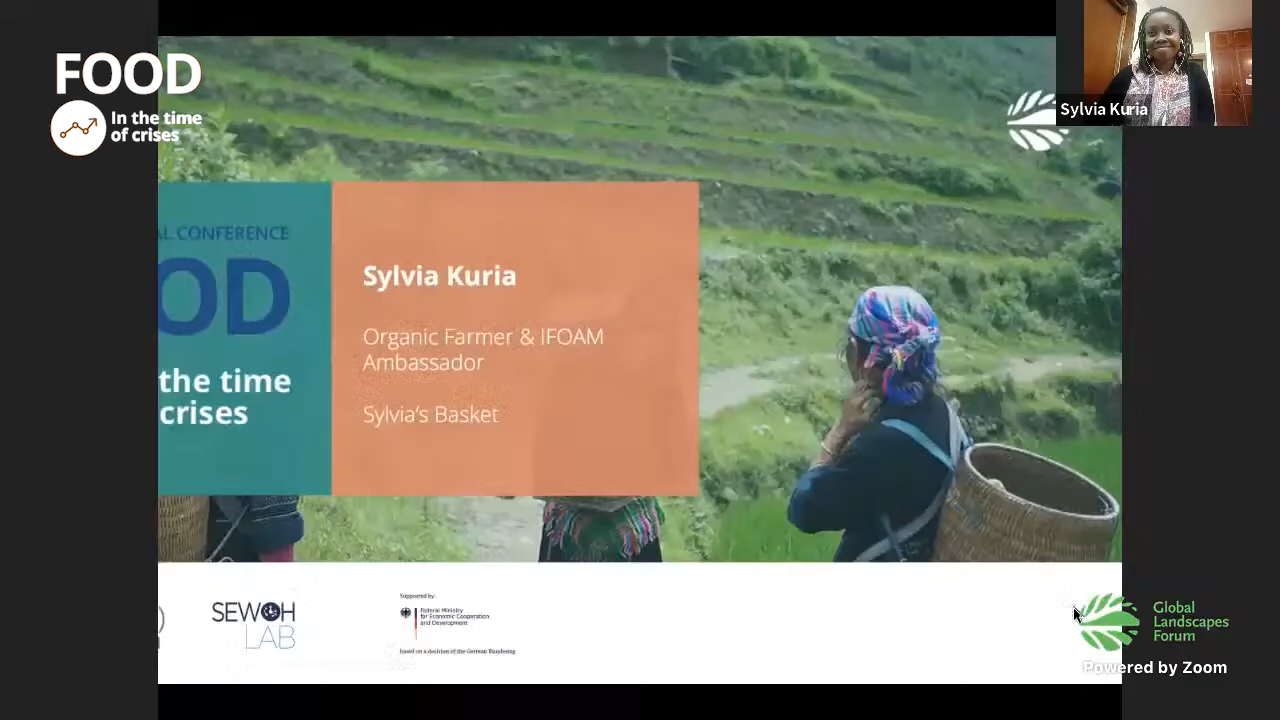 FOOD
In the time
of crises
Sylvia Kuria
AL CONFERENCE
OD
the time
crises
Sylvia Kuria
Organic Farmer & IFOAM
Ambassador
Sylvia's Basket
SEWOH
LAB
Supported by:
Federal Ministry
for Economic Cooperation
and Development
based on a decision of the German Bundestag
Global
Landscapes
Forum
Powered by Zoom